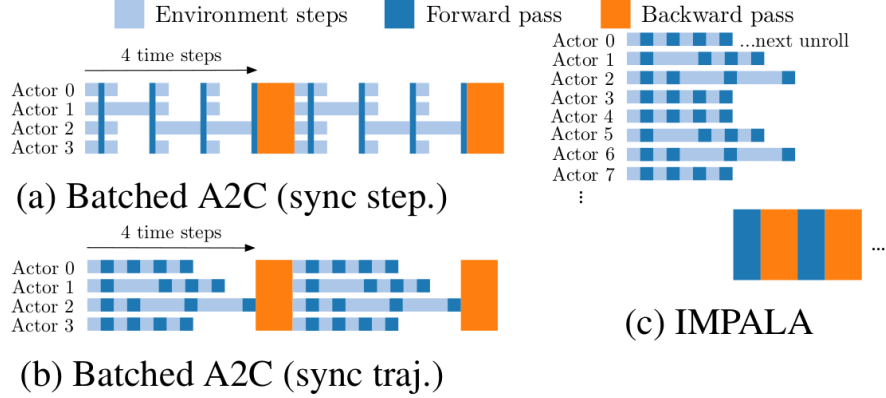 Environment steps
Forward pass
Backward pass
4 time steps
Actor 0
Actor 1
Actor 2
Actor 3
(a) Batched A2C (sync step.)
4 time steps
Actor 0
Actor 1
Actor 2
Actor 3
(b) Batched A2C (sync traj.)
Actor 0
...next unroll
Actor 1
Actor 2
Actor 3
Actor 4
Actor 5
Actor 6
Actor 7
⋮
...
(c) IMPALA